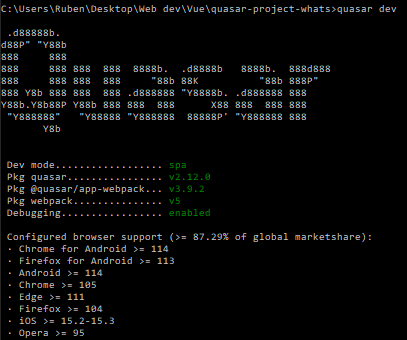 C:\Users\Ruben\Desktop\Web dev\Vue\quasar-project-whats>quasar dev
.d88888b.
d88P" "Y88b
888     888
888     888 888  888  8888b.  .d8888b   8888b.  888d888
888     888 888  888     "88b 88K          "88b 888P"
888 Y8b 888 888  888 .d888888 "Y8888b. .d888888 888
Y88b.Y8b88P Y88b 888 888  888      X88 888  888 888
"Y888888"   "Y88888 "Y888888  88888P' "Y888888 888
Y8b
Dev mode................. spa
Pkg quasar............... v2.12.0
Pkg @quasar/app-webpack... v3.9.2
Pkg webpack.............. v5
Debugging................ enabled
Configured browser support (>= 87.29% of global marketshare):
· Chrome for Android >= 114
· Firefox for Android >= 113
· Android >= 114
· Chrome >= 105
· Edge >= 111
· Firefox >= 104
· iOS >= 15.2-15.3
· Opera >= 95